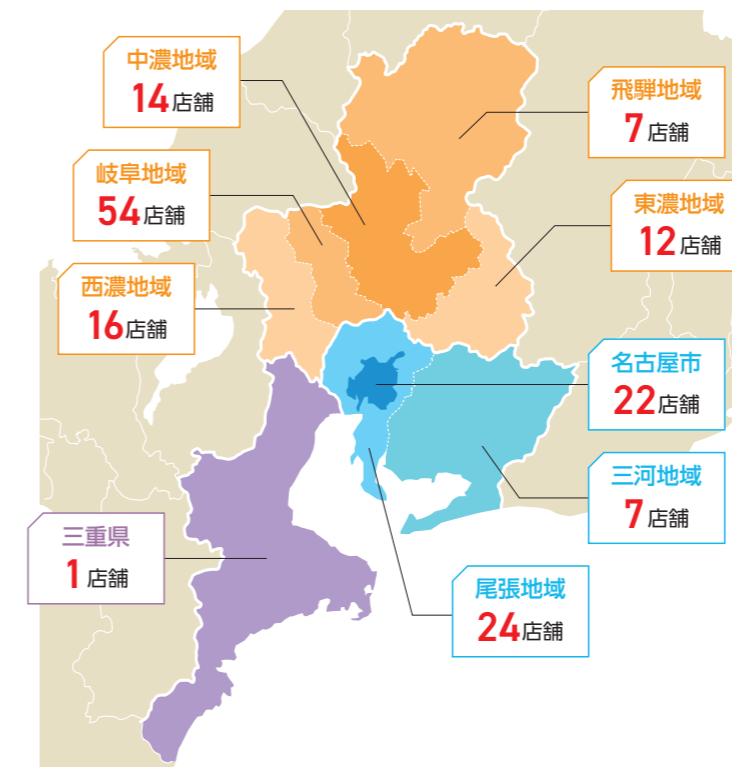 中濃地域
14店舗
飛騨地域
7店舗
岐阜地域
54店舗
東濃地域
12店舗
西濃地域
16店舗
名古屋市
22店舗
三河地域
7店舗
三重県
1店舗
尾張地域
24店舗